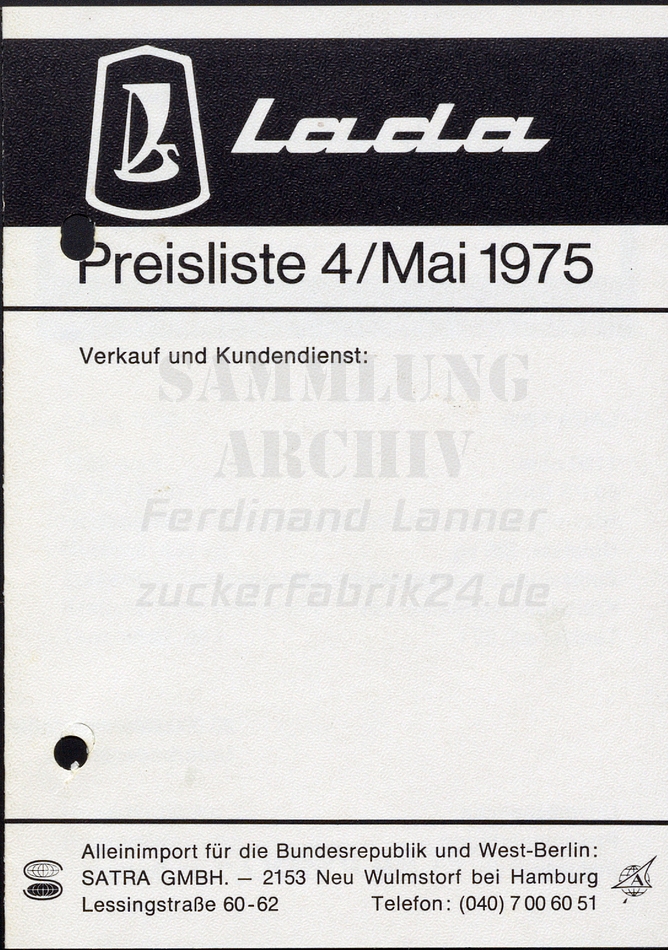 Lada
Preisliste 4/Mai 1975
Verkauf und Kundendienst:
SAMMLUNG
ARCHIV
Ferdinand Lanner
zuckerfabrik24.de
Alleinimport für die Bundesrepublik und West-Berlin:
SATRA GMBH. — 2153 Neu Wulmstorf bei Hamburg
Lessingstraße 60-62 Telefon: (040) 7 00 60 51